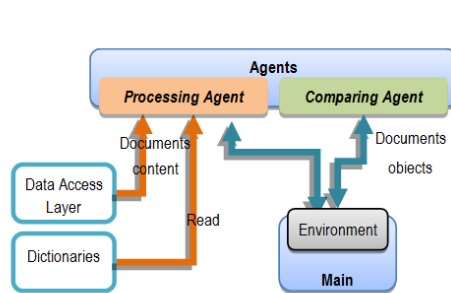 Agents
Processing Agent
Comparing Agent
Documents
content
Documents
objects
Data Access
Layer
Read
Environment
Dictionaries
Main